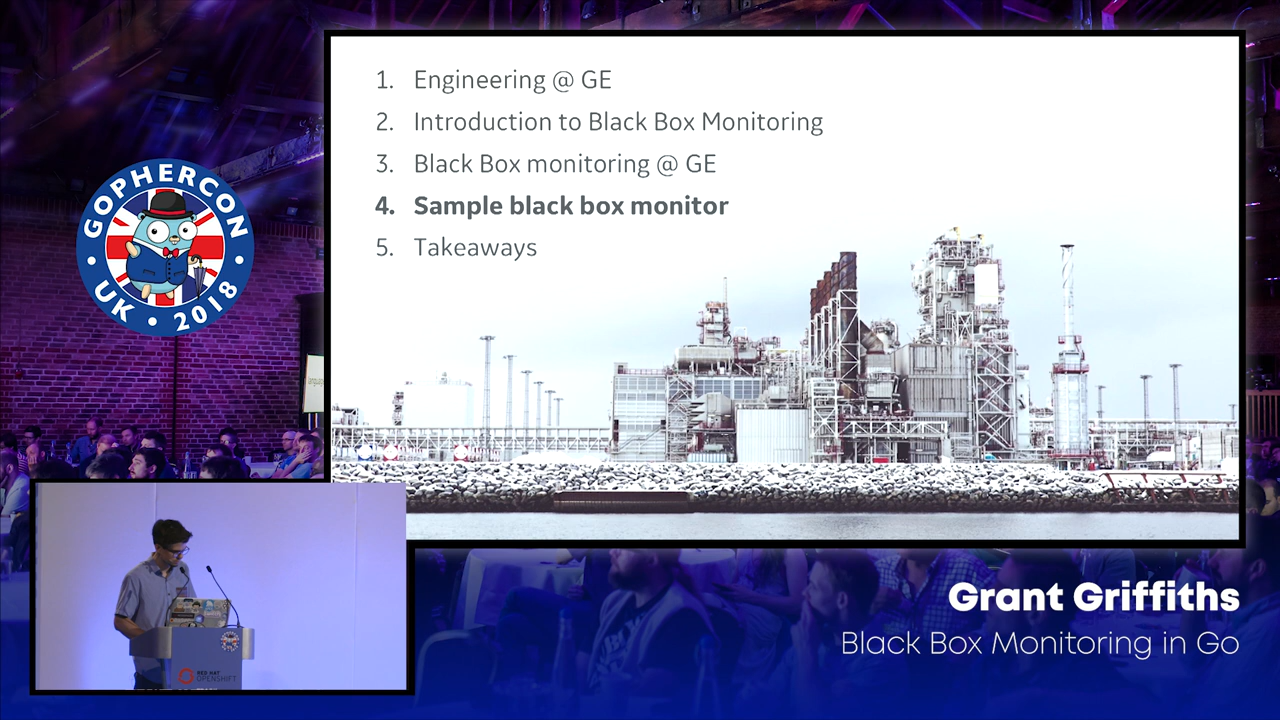 1. Engineering @ GE
2. Introduction to Black Box Monitoring
3. Black Box monitoring @ GE
4. Sample black box monitor
5. Takeaways
GOPHERCON
UK • 2018
RED HAT
OPENSHIFT
Grant Griffiths
Black Box Monitoring in Go